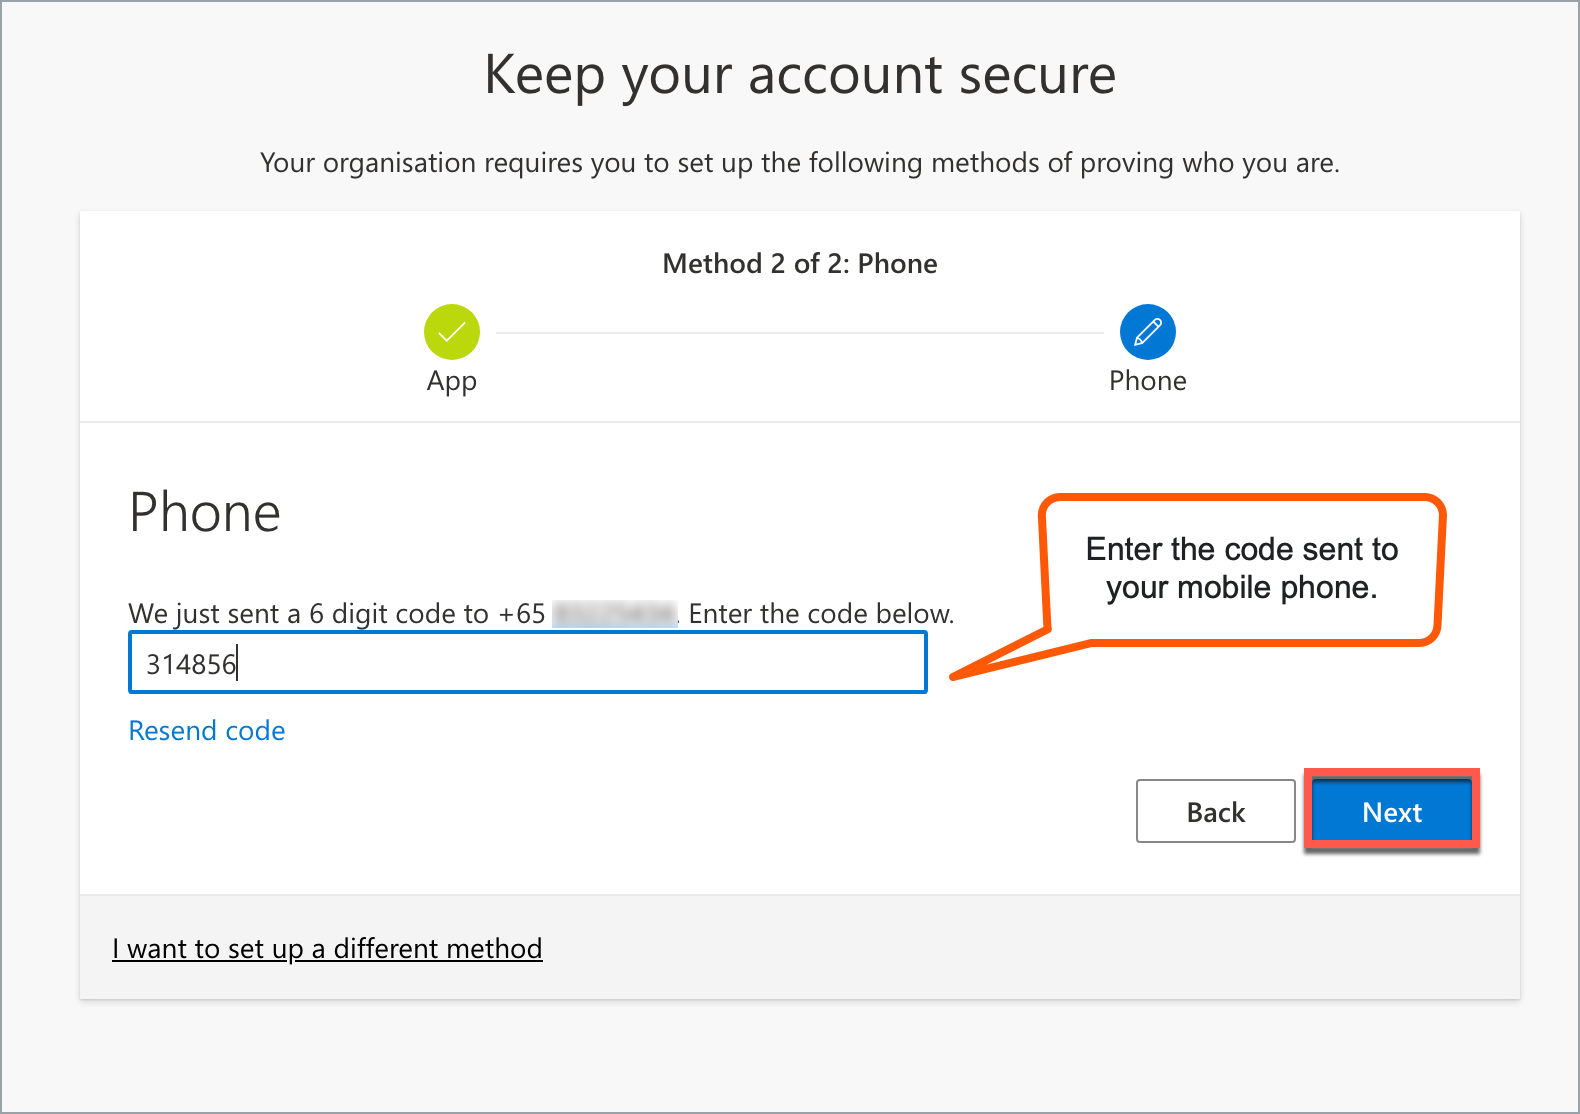 Keep your account secure
Your organisation requires you to set up the following methods of proving who you are.
Method 2 of 2: Phone
App
Phone
Phone
Enter the code sent to
your mobile phone.
We just sent a 6 digit code to +65 . Enter the code below.
314856
Resend code
Back
Next
I want to set up a different method